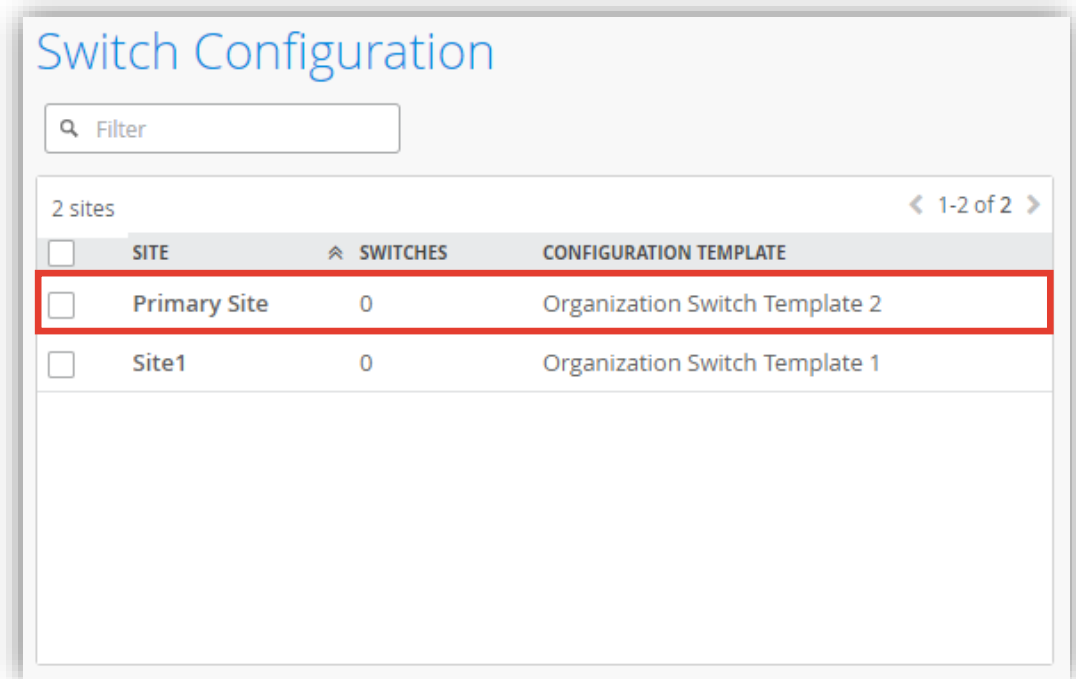 Switch Configuration
Filter
2 sites 1-2 of 2
SITE SWITCHES CONFIGURATION TEMPLATE
Primary Site 0 Organization Switch Template 2
Site1 0 Organization Switch Template 1